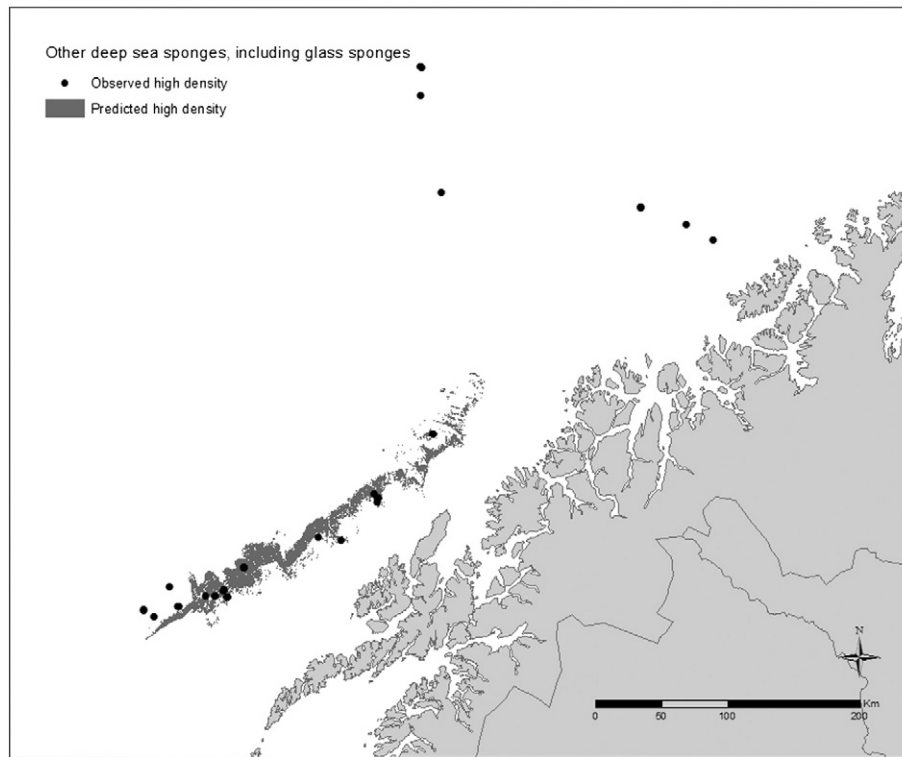 Other deep sea sponges, including glass sponges
Observed high density
Predicted high density
N
Km
0 50 100 200